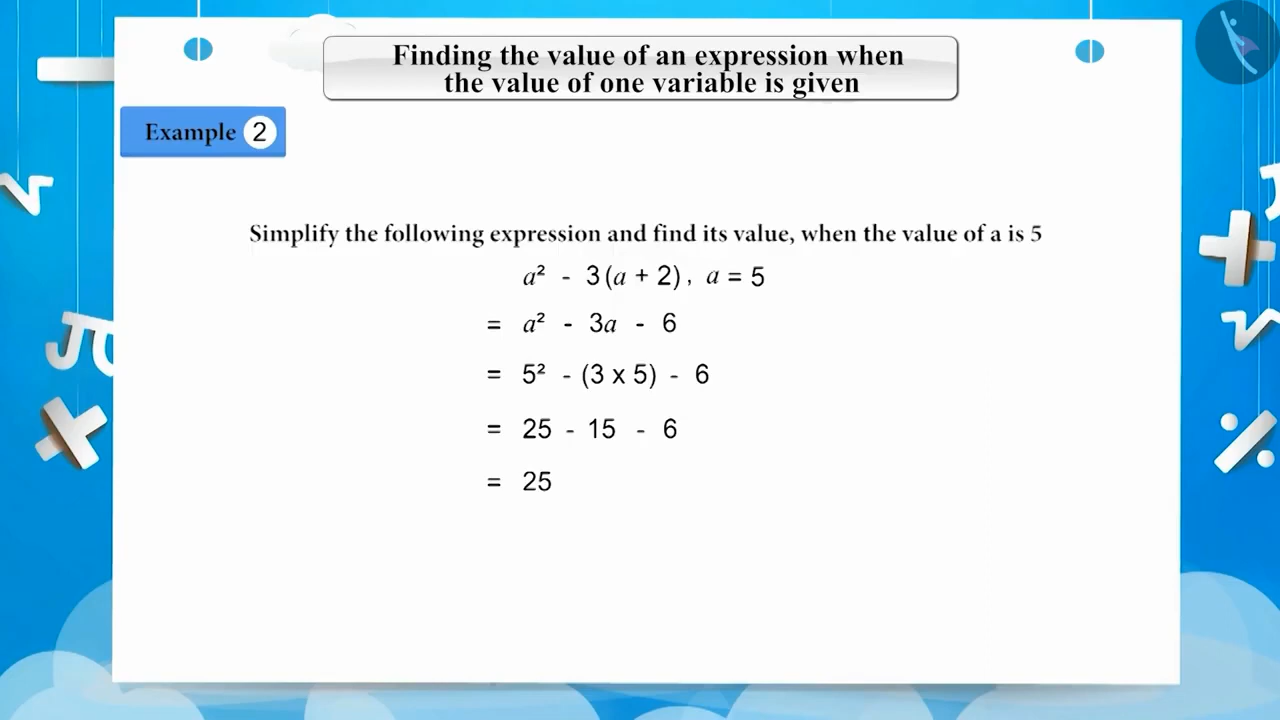 Finding the value of an expression when
the value of one variable is given
Example 2
Simplify the following expression and find its value, when the value of a is 5
a² - 3(a + 2), a = 5
= a² - 3a - 6
= 5² - (3 x 5) - 6
= 25 - 15 - 6
= 25